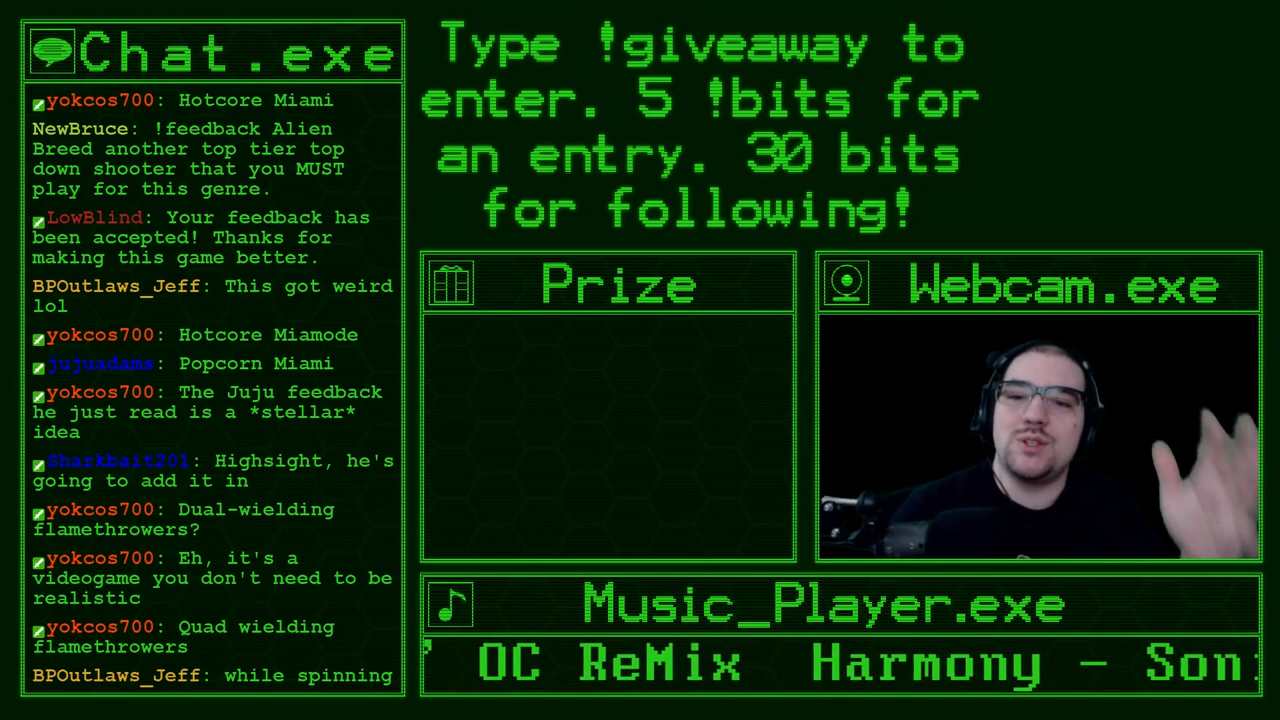 Chat.exe
yokcos700: Hotcore Miami
NewBruce: !feedback Alien
Breed another top tier top
down shooter that you MUST
play for this genre.
LowBlind: Your feedback has
been accepted! Thanks for
making this game better.
BPOutlaws_Jeff: This got weird
lol
yokcos700: Hotcore Miamode
jujuadams: Popcorn Miami
yokcos700: The Juju feedback
he just read is a *stellar*
idea
Sharkbait201: Highsight, he's
going to add it in
yokcos700: Dual-wielding
flamethrowers?
yokcos700: Eh, it's a
videogame you don't need to be
realistic
yokcos700: Quad wielding
flamethrowers
BPOutlaws_Jeff: while spinning
Type !giveaway to
enter. 5 !bits for
an entry. 30 bits
for following!
Prize
Webcam.exe
Music_Player.exe
' OC ReMix Harmony - Son